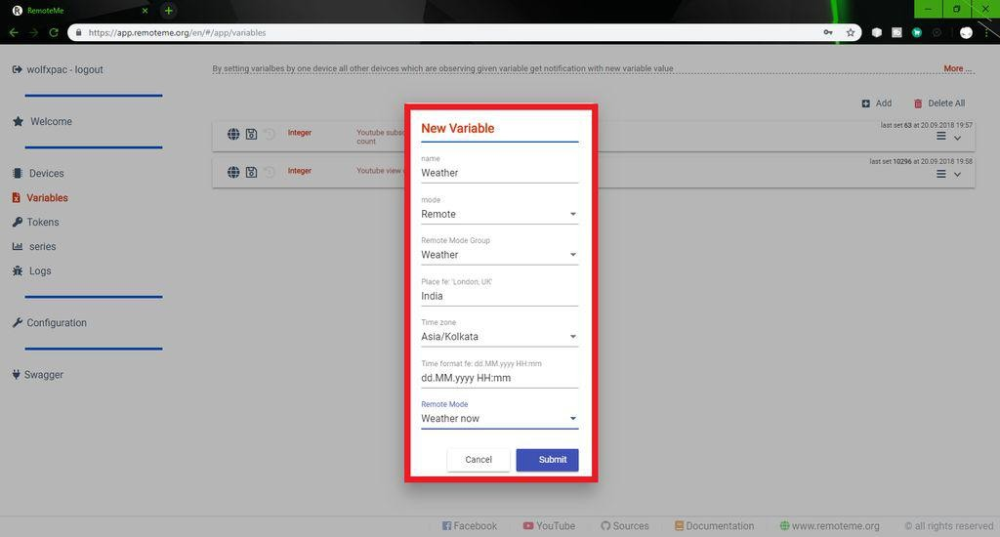 RemoteMe
https://app.remoteme.org/en/#/app/variables
wolfxpac - logout
Welcome
Devices
Variables
Tokens
series
Logs
Configuration
Swagger
By setting varialbes by one device all other deivces which are observing given variable get notification with new variable value
More ...
Add
Delete All
Integer
Youtube subsc
count
last set 63 at 20.09.2018 19:57
Integer
Youtube view
last set 10296 at 20.09.2018 19:58
New Variable
name
Weather
mode
Remote
Remote Mode Group
Weather
Place fe: 'London, UK'
India
Time zone
Asia/Kolkata
Time format fe: dd.MM.yyyy HH:mm
dd.MM.yyyy HH:mm
Remote Mode
Weather now
Cancel
Submit
Facebook
YouTube
Sources
Documentation
www.remoteme.org
© all rights reserved